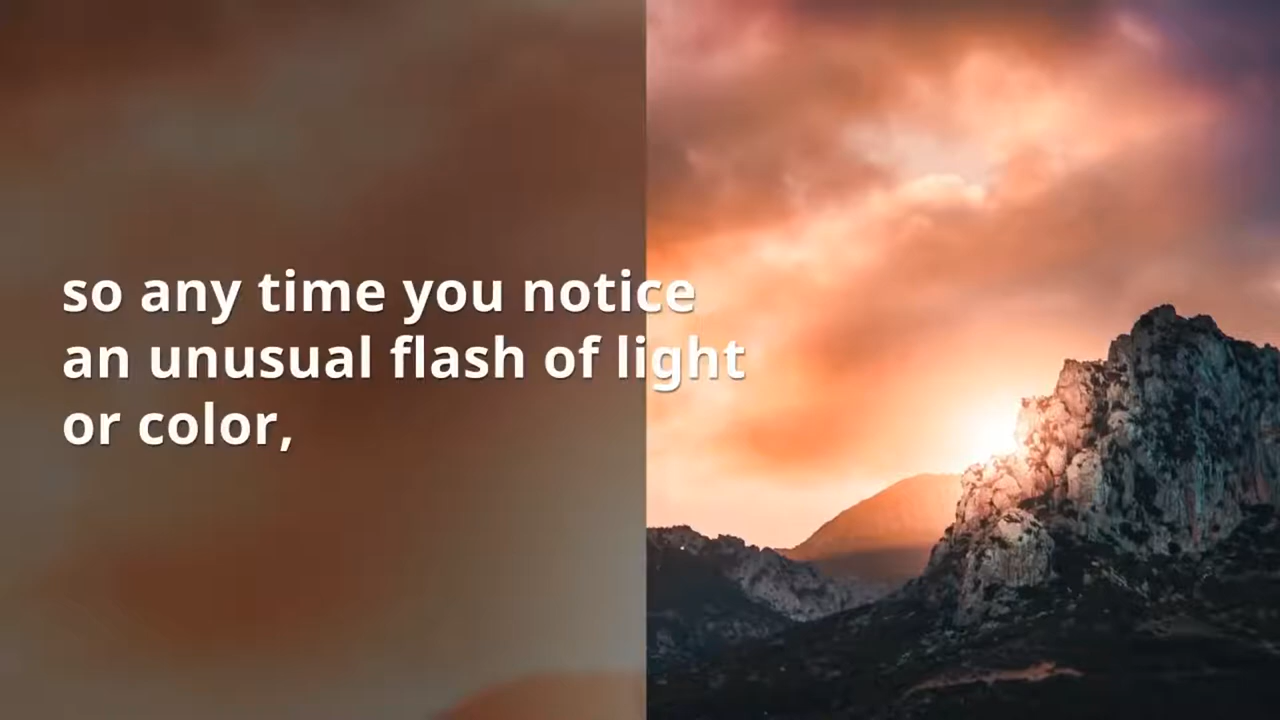 so any time you notice
an unusual flash of light
or color,